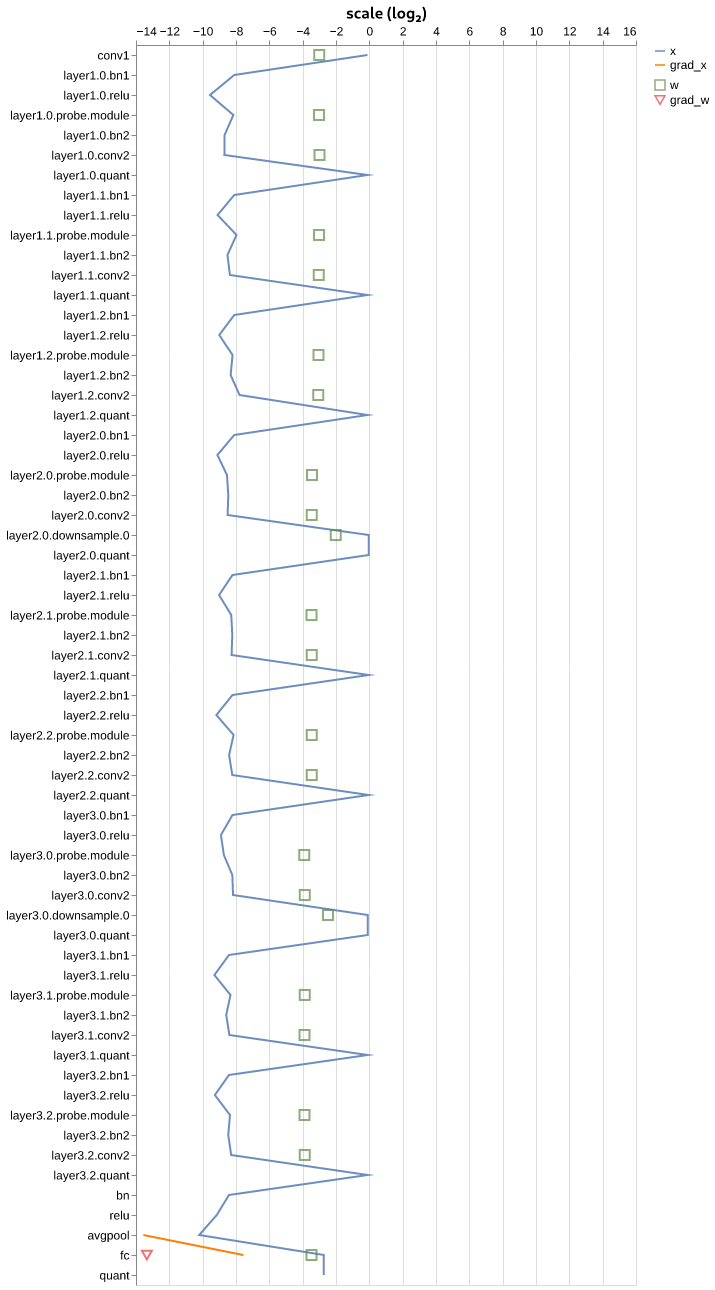 scale (log₂)
−14 −12 −10 −8 −6 −4 −2 0 2 4 6 8 10 12 14 16
x
grad_x
w
grad_w
conv1
layer1.0.bn1
layer1.0.relu
layer1.0.probe.module
layer1.0.bn2
layer1.0.conv2
layer1.0.quant
layer1.1.bn1
layer1.1.relu
layer1.1.probe.module
layer1.1.bn2
layer1.1.conv2
layer1.1.quant
layer1.2.bn1
layer1.2.relu
layer1.2.probe.module
layer1.2.bn2
layer1.2.conv2
layer1.2.quant
layer2.0.bn1
layer2.0.relu
layer2.0.probe.module
layer2.0.bn2
layer2.0.conv2
layer2.0.downsample.0
layer2.0.quant
layer2.1.bn1
layer2.1.relu
layer2.1.probe.module
layer2.1.bn2
layer2.1.conv2
layer2.1.quant
layer2.2.bn1
layer2.2.relu
layer2.2.probe.module
layer2.2.bn2
layer2.2.conv2
layer2.2.quant
layer3.0.bn1
layer3.0.relu
layer3.0.probe.module
layer3.0.bn2
layer3.0.conv2
layer3.0.downsample.0
layer3.0.quant
layer3.1.bn1
layer3.1.relu
layer3.1.probe.module
layer3.1.bn2
layer3.1.conv2
layer3.1.quant
layer3.2.bn1
layer3.2.relu
layer3.2.probe.module
layer3.2.bn2
layer3.2.conv2
layer3.2.quant
bn
relu
avgpool
fc
quant